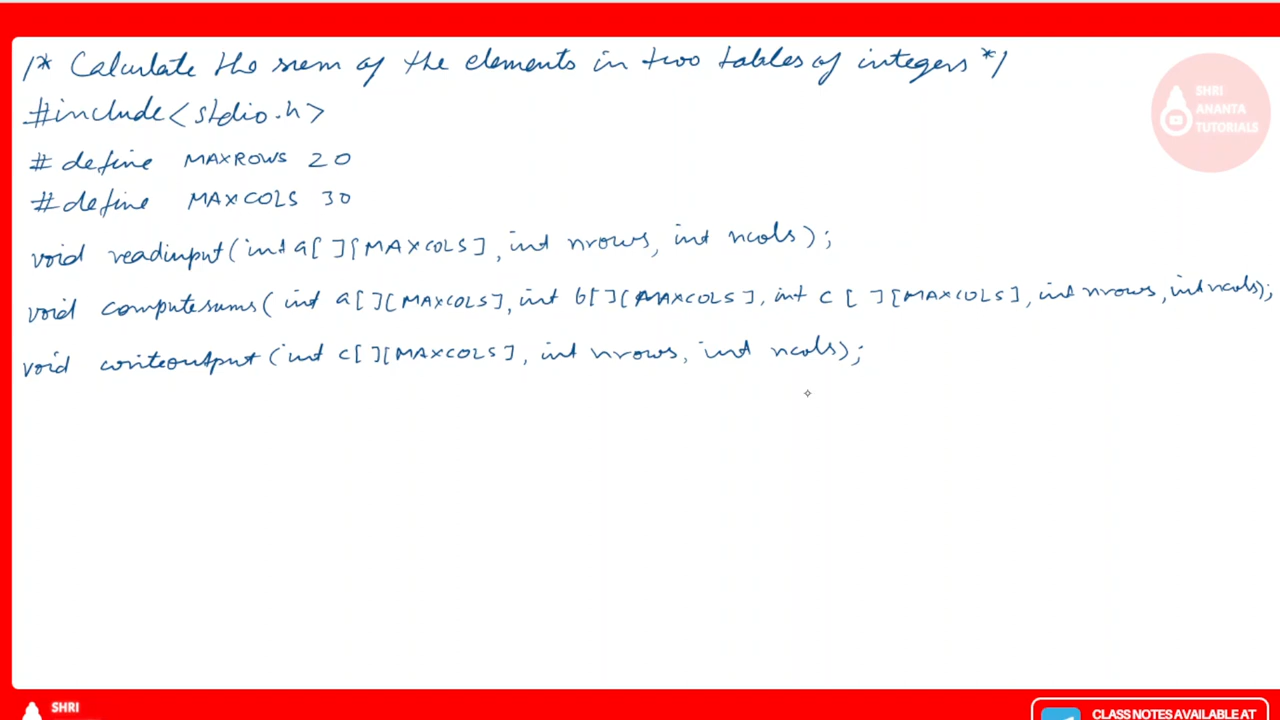 /* Calculate the sum of the elements in two tables of integers */
SHRI
ANANTA
TUTORIALS
#include<stdio.h>
# define MAXROWS 20
# define MAXCOLS 30
void readinput(int a[ ][MAXCOLS], int nrows, int ncols);
void computesums(int a[ ][MAXCOLS], int b[ ][MAXCOLS], int c[ ][MAXCOLS], int nrows, int ncols);
void writeoutput(int c[ ][MAXCOLS], int nrows, int ncols);
SHRI
CLASS NOTES AVAILABLE AT